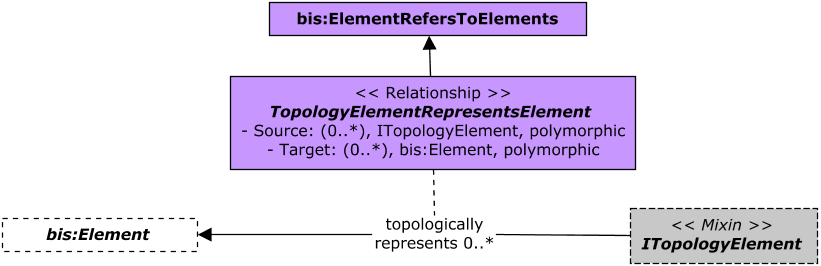 bis:ElementRefersToElements
<< Relationship >>
TopologyElementRepresentsElement
- Source: (0..*), ITopologyElement, polymorphic
- Target: (0..*), bis:Element, polymorphic
bis:Element
topologically
represents 0..*
<< Mixin >>
ITopologyElement